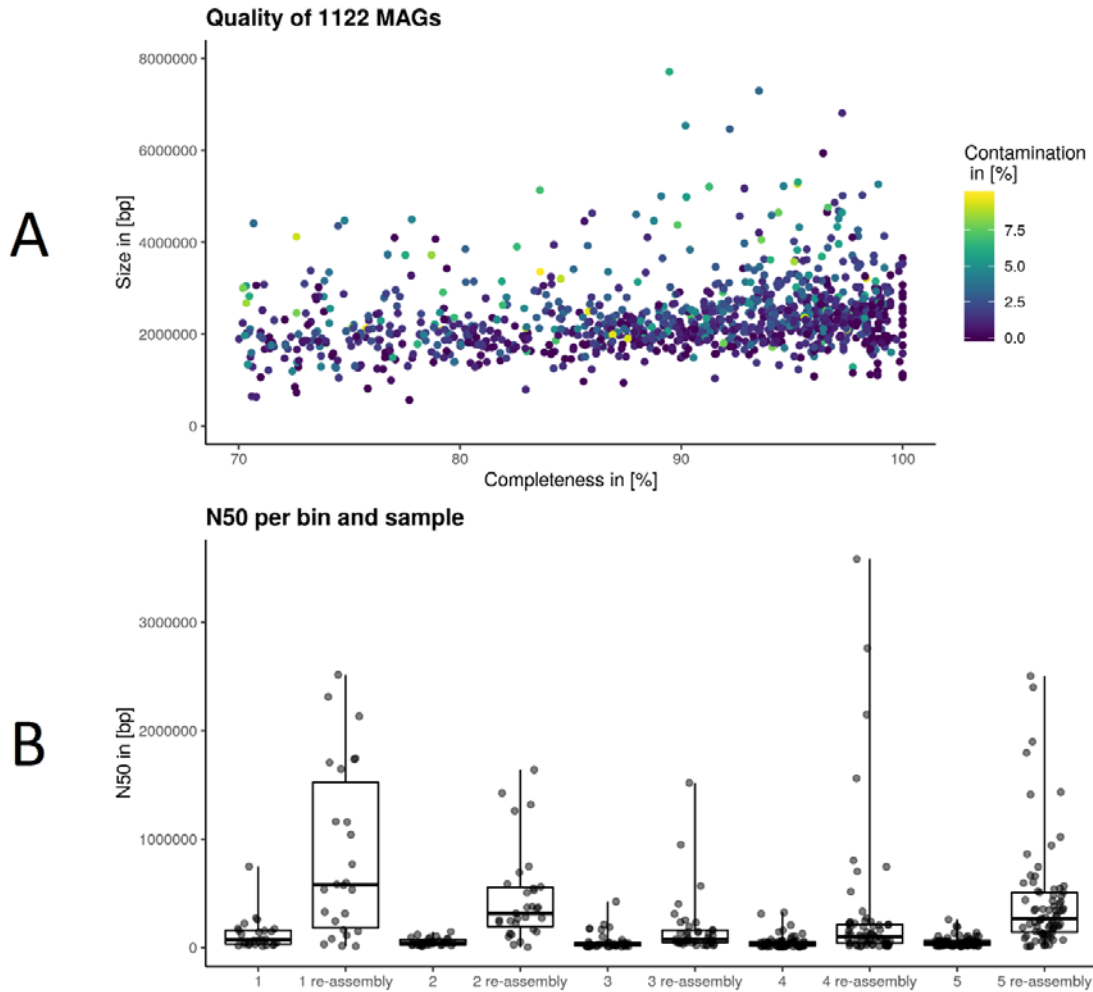 A
Quality of 1122 MAGs
Size in [bp]
8000000
6000000
4000000
2000000
0
70 80 90 100
Completeness in [%]
Contamination
in [%]
7.5
5.0
2.5
0.0
B
N50 per bin and sample
N50 in [bp]
3000000
2000000
1000000
0
1 1 re-assembly 2 2 re-assembly 3 3 re-assembly 4 4 re-assembly 5 5 re-assembly